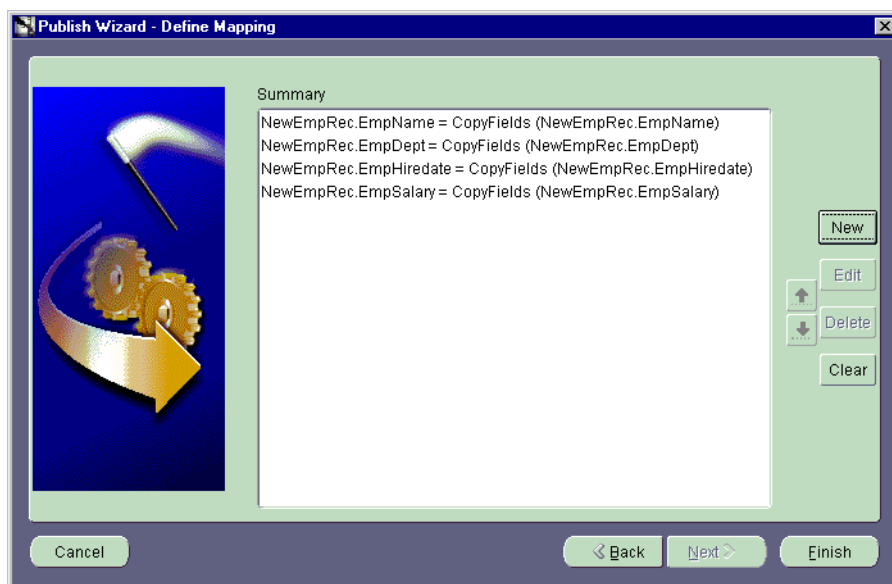 Publish Wizard - Define Mapping
Summary
NewEmpRec.EmpName = CopyFields (NewEmpRec.EmpName)
NewEmpRec.EmpDept = CopyFields (NewEmpRec.EmpDept)
NewEmpRec.EmpHiredate = CopyFields (NewEmpRec.EmpHiredate)
NewEmpRec.EmpSalary = CopyFields (NewEmpRec.EmpSalary)
New
Edit
Delete
Clear
Cancel
Back
Next
Finish